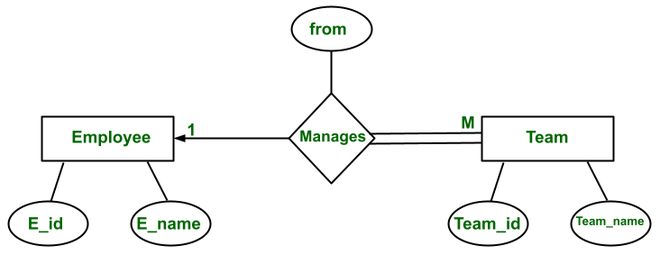 from
Employee
1
Manages
M
Team
E_id
E_name
Team_id
Team_name